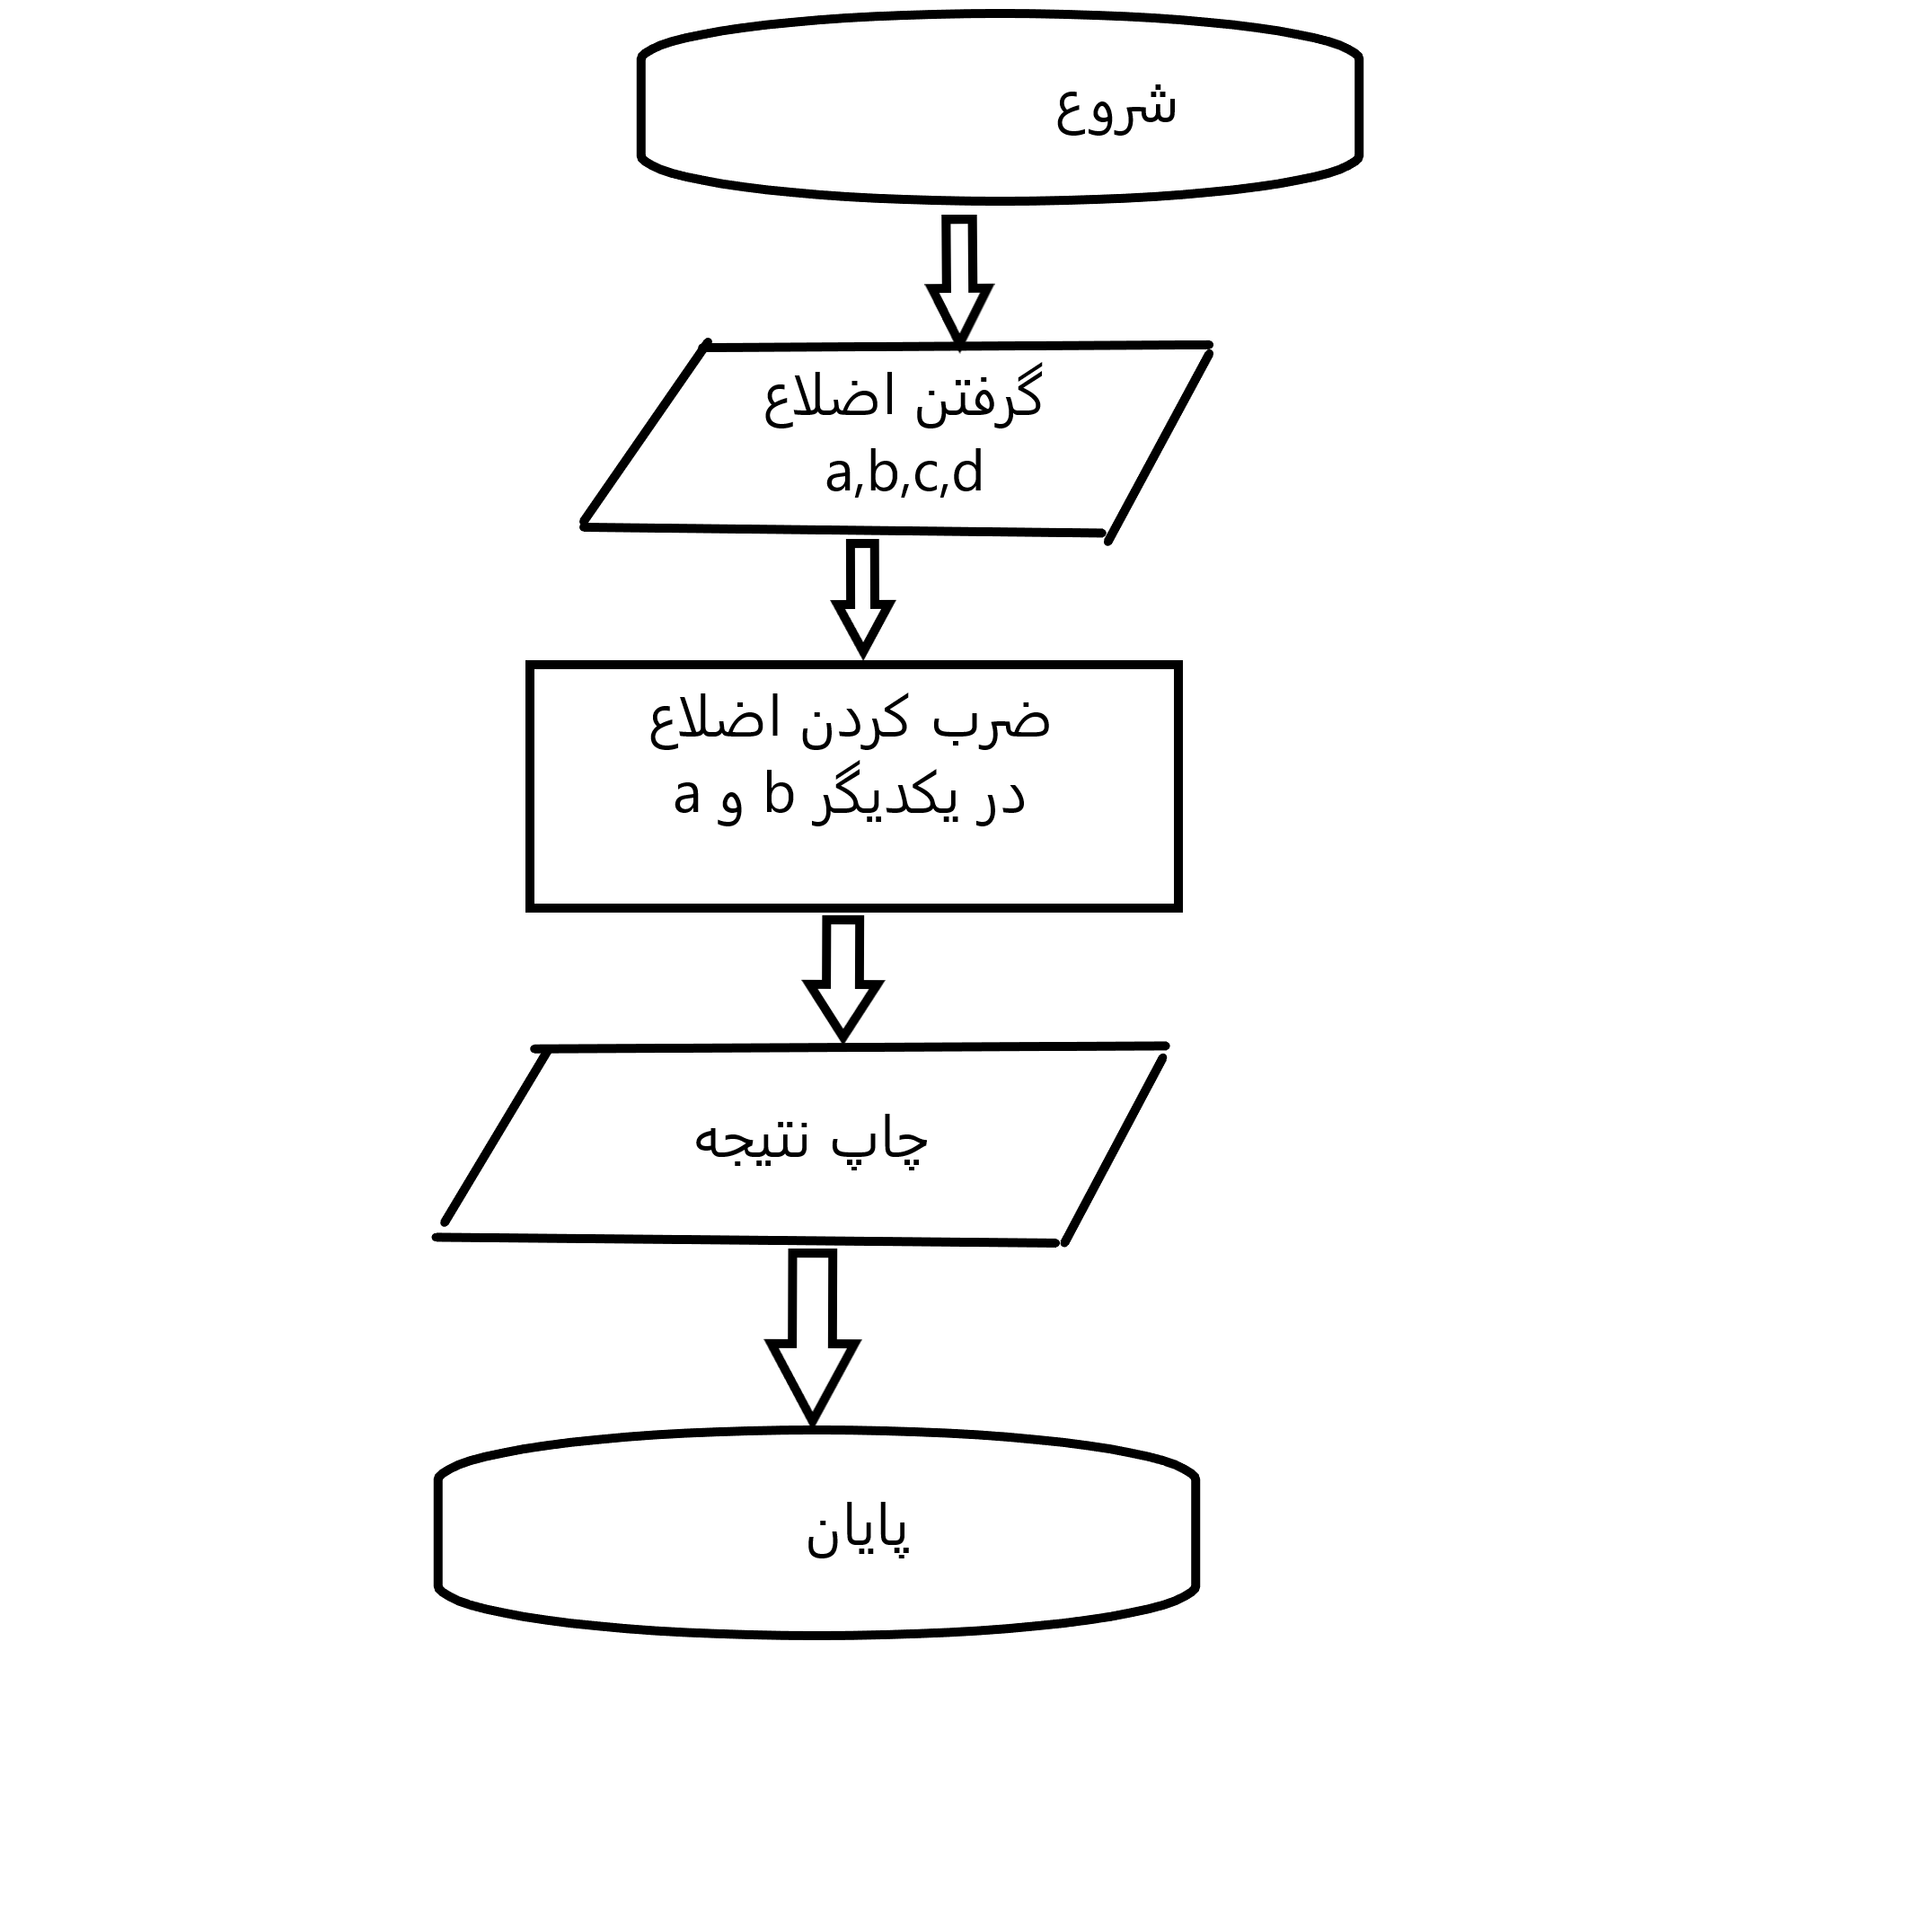 شروع
گرفتن اضلاع
a,b,c,d
ضرب کردن اضلاع
در یکدیگر b و a
چاپ نتیجه
پایان